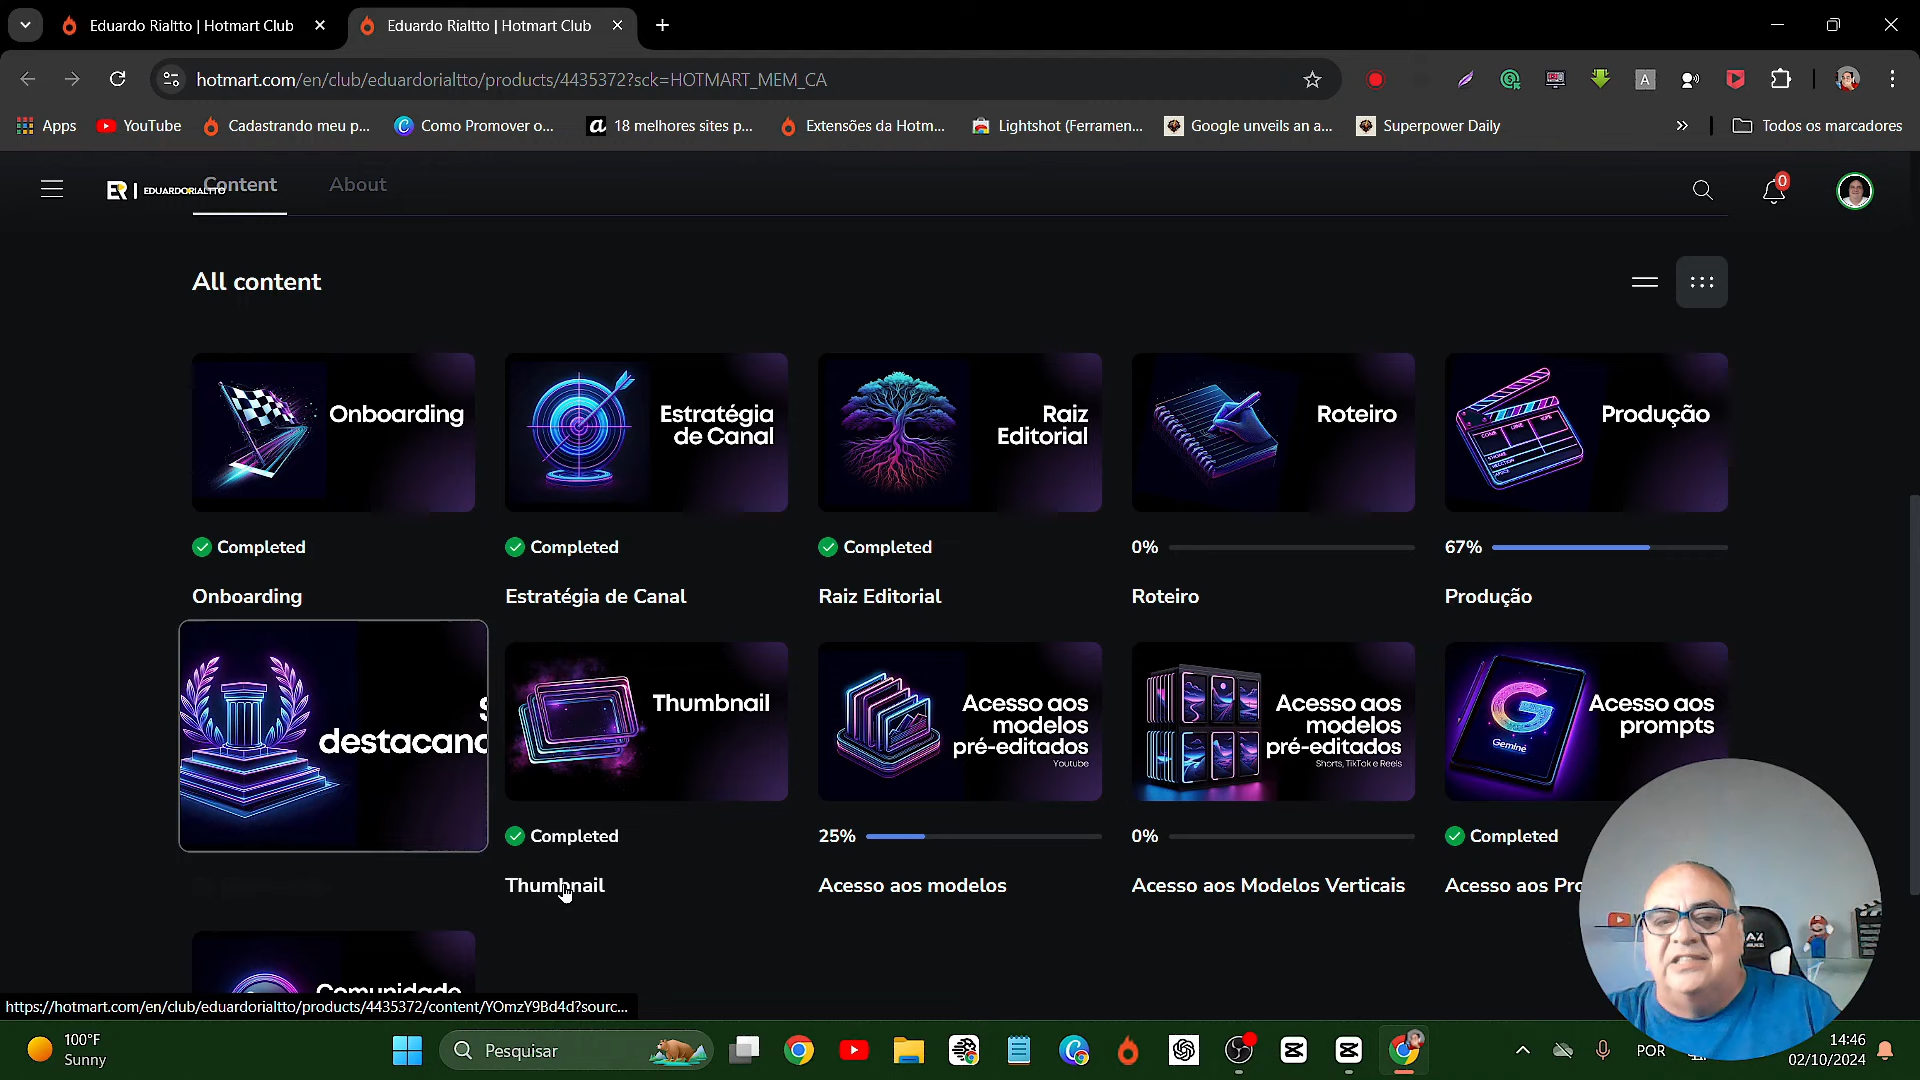 Eduardo Rialtto | Hotmart Club
Eduardo Rialtto | Hotmart Club
hotmart.com/en/club/eduardorialtto/products/4435372?sck=HOTMART_MEM_CA
Apps
YouTube
Cadastrando meu p...
Como Promover o...
18 melhores sites p...
Extensões da Hotm...
Lightshot (Ferramen...
Google unveils an a...
Superpower Daily
Todos os marcadores
ER | EDUARDORIALTTO
Content
About
0
All content
Onboarding
Estratégia
de Canal
Raiz
Editorial
Roteiro
Produção
Completed
Completed
Completed
0%
67%
Onboarding
Estratégia de Canal
Raiz Editorial
Roteiro
Produção
destacand
Thumbnail
Acesso aos
modelos
pré-editados
Youtube
Acesso aos
modelos
pré-editados
Shorts, TikTok e Reels
Gemine
Acesso aos
prompts
Completed
25%
0%
Completed
Thumbnail
Acesso aos modelos
Acesso aos Modelos Verticais
Acesso aos Pro
Comunidade
https://hotmart.com/en/club/eduardorialtto/products/4435372/content/YOmzY9Bd4d?sourc...
100°F
Sunny
Pesquisar
POR
14:46
02/10/2024